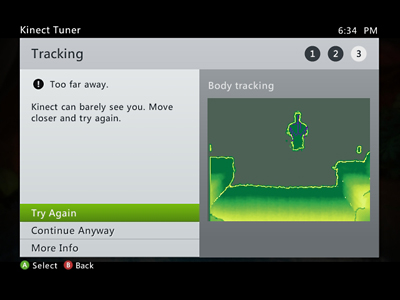 Kinect Tuner
6:34 PM
Tracking
1 2 3
! Too far away.
Kinect can barely see you. Move
closer and try again.
Body tracking
Try Again
Continue Anyway
More Info
A Select B Back